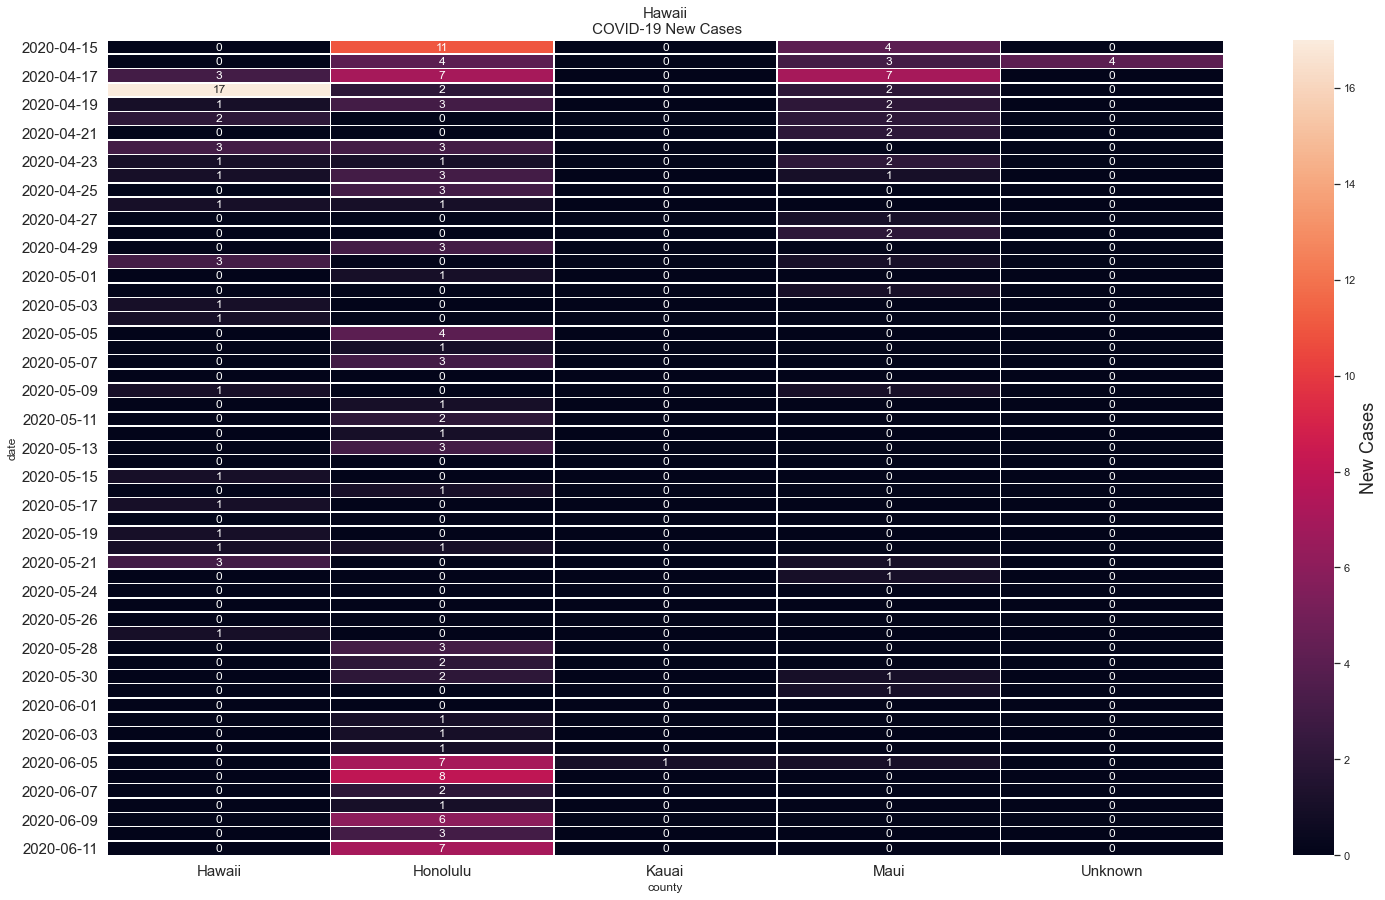 Hawaii
COVID-19 New Cases
2020-04-15 0 11 0 4 0
0 4 0 3 4
2020-04-17 3 7 0 7 0
17 2 0 2 0
2020-04-19 1 3 0 2 0
2 0 0 2 0
2020-04-21 0 0 0 2 0
3 3 0 0 0
2020-04-23 1 1 0 2 0
1 3 0 1 0
2020-04-25 0 3 0 0 0
1 1 0 0 0
2020-04-27 0 0 0 1 0
0 0 0 2 0
2020-04-29 0 3 0 0 0
3 0 0 1 0
2020-05-01 0 1 0 0 0
0 0 0 1 0
2020-05-03 1 0 0 0 0
1 0 0 0 0
2020-05-05 0 4 0 0 0
0 1 0 0 0
2020-05-07 0 3 0 0 0
0 0 0 0 0
2020-05-09 1 0 0 1 0
0 1 0 0 0
2020-05-11 0 2 0 0 0
0 1 0 0 0
2020-05-13 0 3 0 0 0
0 0 0 0 0
2020-05-15 1 0 0 0 0
0 1 0 0 0
2020-05-17 1 0 0 0 0
0 0 0 0 0
2020-05-19 1 0 0 0 0
1 1 0 0 0
2020-05-21 3 0 0 1 0
0 0 0 1 0
2020-05-24 0 0 0 0 0
0 0 0 0 0
2020-05-26 0 0 0 0 0
1 0 0 0 0
2020-05-28 0 3 0 0 0
0 2 0 0 0
2020-05-30 0 2 0 1 0
0 0 0 1 0
2020-06-01 0 0 0 0 0
0 1 0 0 0
2020-06-03 0 1 0 0 0
0 1 0 0 0
2020-06-05 0 7 1 1 0
0 8 0 0 0
2020-06-07 0 2 0 0 0
0 1 0 0 0
2020-06-09 0 6 0 0 0
0 3 0 0 0
2020-06-11 0 7 0 0 0
Hawaii Honolulu Kauai Maui Unknown
county
date
16
14
12
10
8
6
4
2
0
New Cases